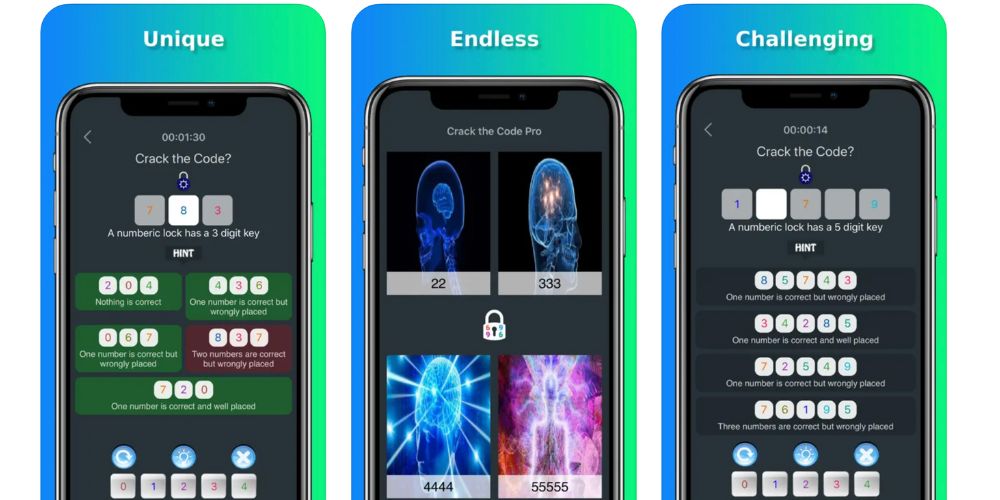 Unique
00:01:30
Crack the Code?
7 8 3
A numberic lock has a 3 digit key
HINT
2 0 4
Nothing is correct
4 3 6
One number is correct but
wrongly placed
0 6 7
One number is correct but
wrongly placed
8 3 7
Two numbers are correct
but wrongly placed
7 2 0
One number is correct and well placed
0 1 2 3 4
Endless
Crack the Code Pro
22
333
6 9
9 6
4444
55555
Challenging
00:00:14
Crack the Code?
1 7 9
A numberic lock has a 5 digit key
HINT
8 5 7 4 3
One number is correct but wrongly placed
3 4 2 8 5
One number is correct and well placed
7 2 5 4 9
One number is correct but wrongly placed
7 6 1 9 5
Three numbers are correct but wrongly placed
0 1 2 3 4